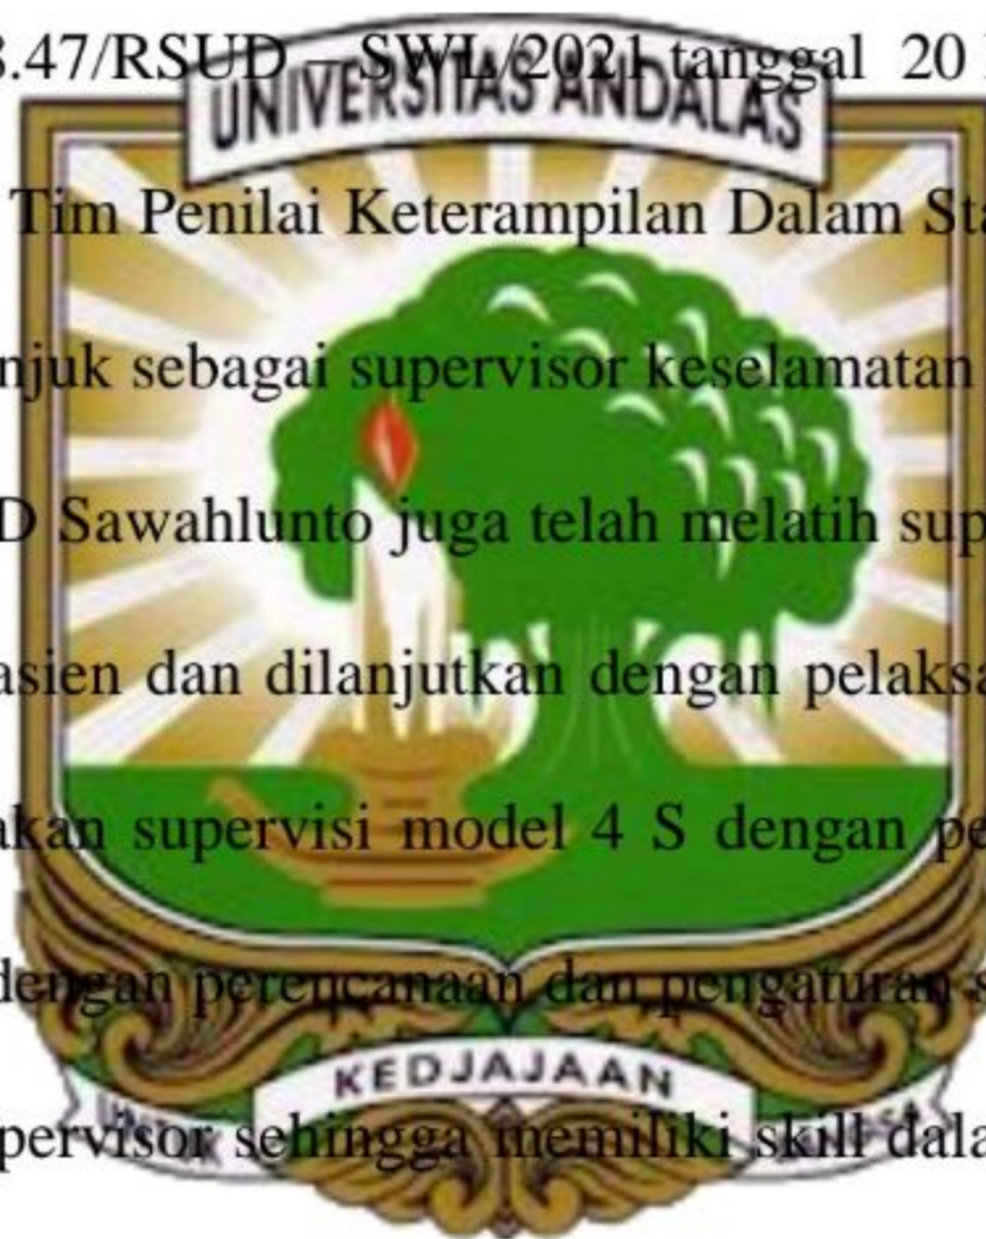 3.47/RSUD – SWL/2021 tanggal 20
UNIVERSITAS ANDALAS
Tim Penilai Keterampilan Dalam Sta
njuk sebagai supervisor keselamatan
D Sawahlunto juga telah melatih sup
asien dan dilanjutkan dengan pelaksa
akan supervisi model 4 S dengan pe
dengan perencanaan dan pengaturan s
KEDJAJAAN
pervisor sehingga memiliki skill dala